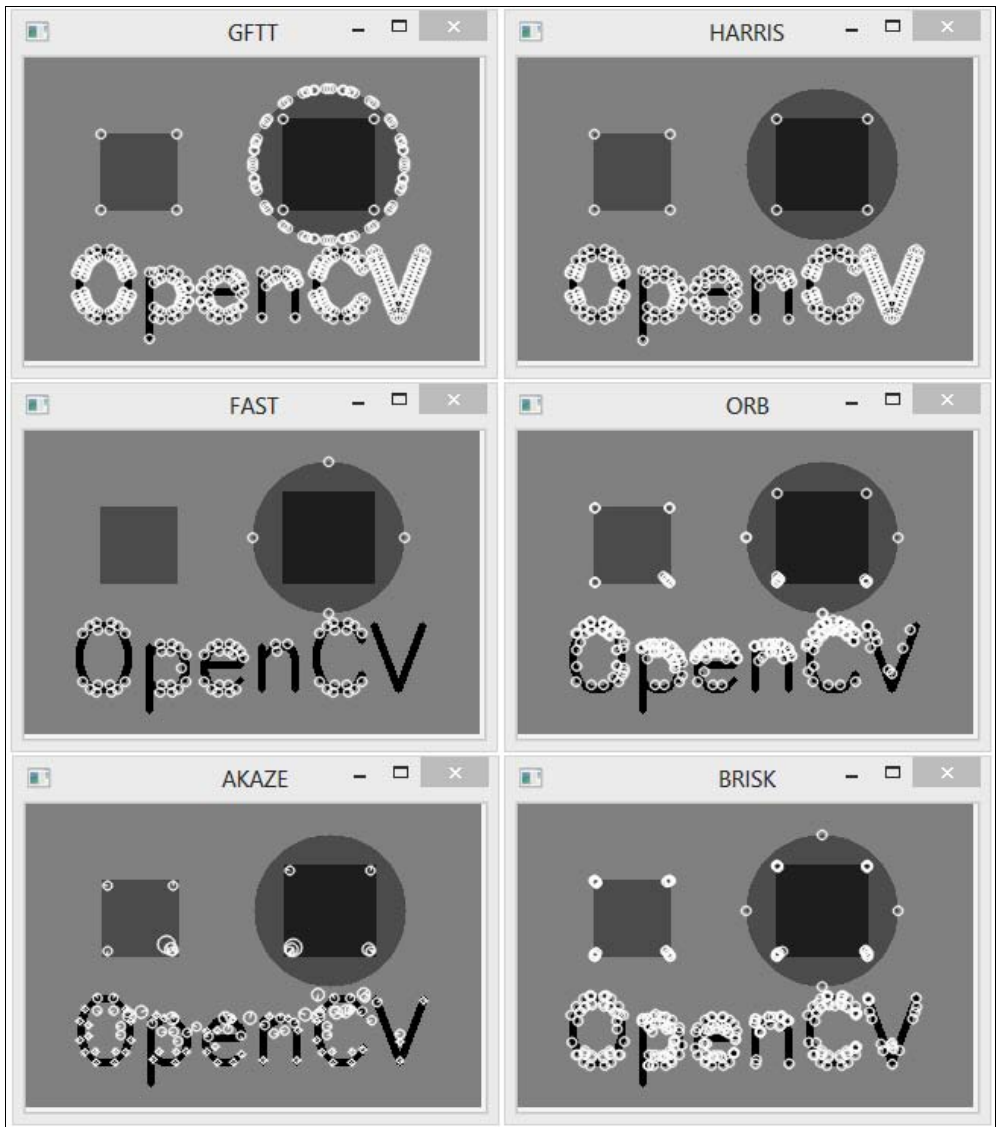 GFTT
OpenCV
HARRIS
OpenCV
FAST
OpenCV
ORB
OpenCV
AKAZE
OpenCV
BRISK
OpenCV